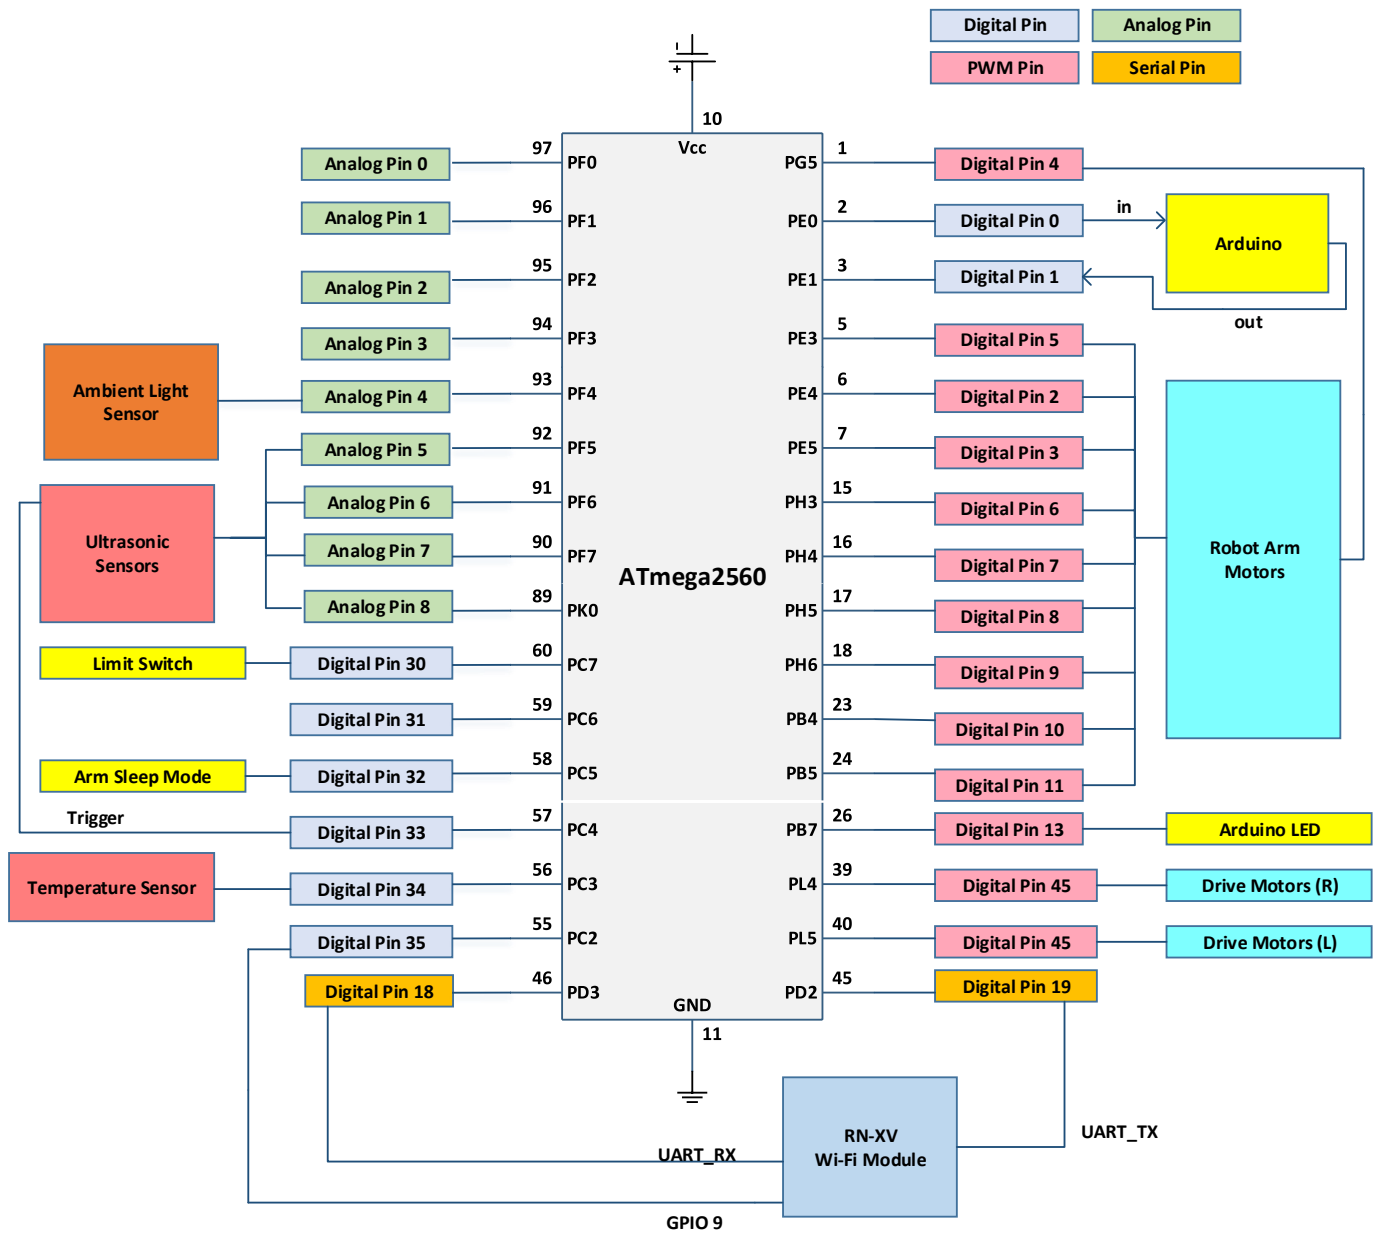 Digital Pin
Analog Pin
PWM Pin
Serial Pin
-
+
10
Vcc
Analog Pin 0
97
PF0
PG5
1
Digital Pin 4
Analog Pin 1
96
PF1
PE0
2
Digital Pin 0
in
Arduino
Analog Pin 2
95
PF2
PE1
3
Digital Pin 1
out
Analog Pin 3
94
PF3
PE3
5
Digital Pin 5
Ambient Light
Sensor
Analog Pin 4
93
PF4
PE4
6
Digital Pin 2
Analog Pin 5
92
PF5
PE5
7
Digital Pin 3
Ultrasonic
Sensors
Analog Pin 6
91
PF6
PH3
15
Digital Pin 6
Analog Pin 7
90
PF7
PH4
16
Digital Pin 7
Robot Arm
Motors
ATmega2560
Analog Pin 8
89
PK0
PH5
17
Digital Pin 8
Limit Switch
Digital Pin 30
60
PC7
PH6
18
Digital Pin 9
Digital Pin 31
59
PC6
PB4
23
Digital Pin 10
Arm Sleep Mode
Digital Pin 32
58
PC5
PB5
24
Digital Pin 11
Trigger
Digital Pin 33
57
PC4
PB7
26
Digital Pin 13
Arduino LED
Temperature Sensor
Digital Pin 34
56
PC3
PL4
39
Digital Pin 45
Drive Motors (R)
Digital Pin 35
55
PC2
PL5
40
Digital Pin 45
Drive Motors (L)
Digital Pin 18
46
PD3
PD2
45
Digital Pin 19
GND
11
RN-XV
Wi-Fi Module
UART_TX
UART_RX
GPIO 9